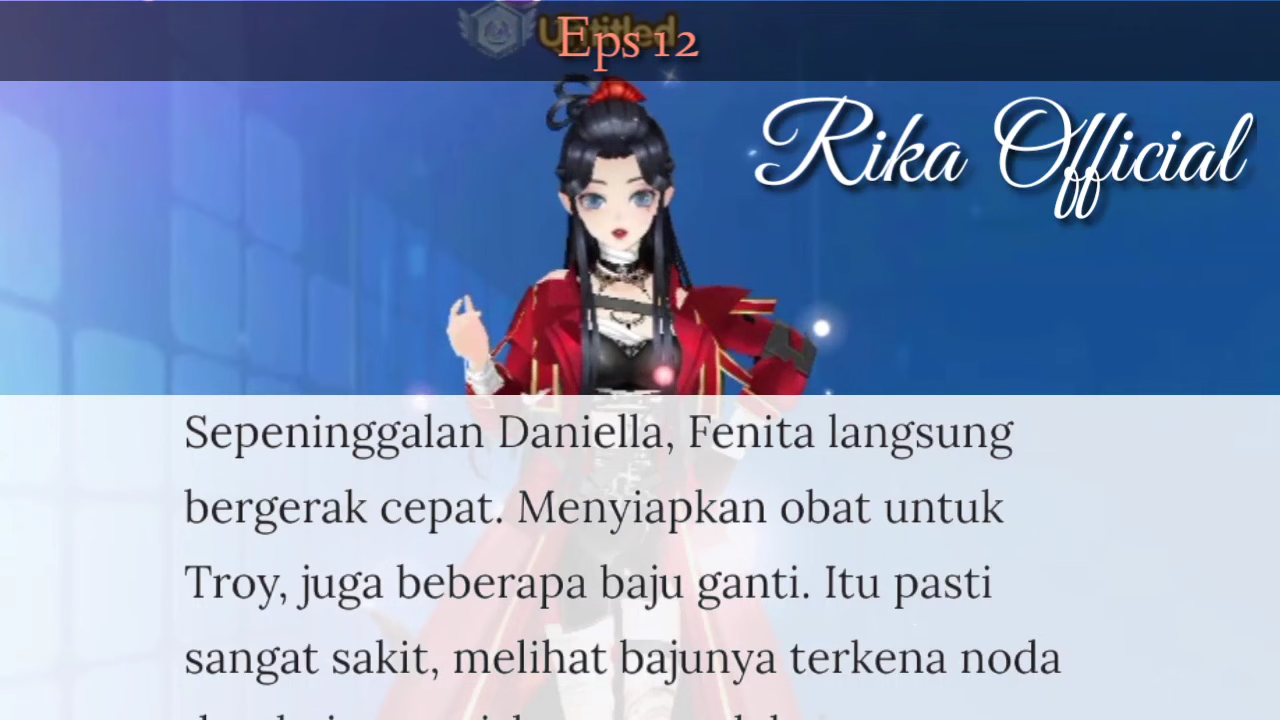 Untitled
Eps 12
Rika Official
Sepeninggalan Daniella, Fenita langsung
bergerak cepat. Menyiapkan obat untuk
Troy, juga beberapa baju ganti. Itu pasti
sangat sakit, melihat bajunya terkena noda